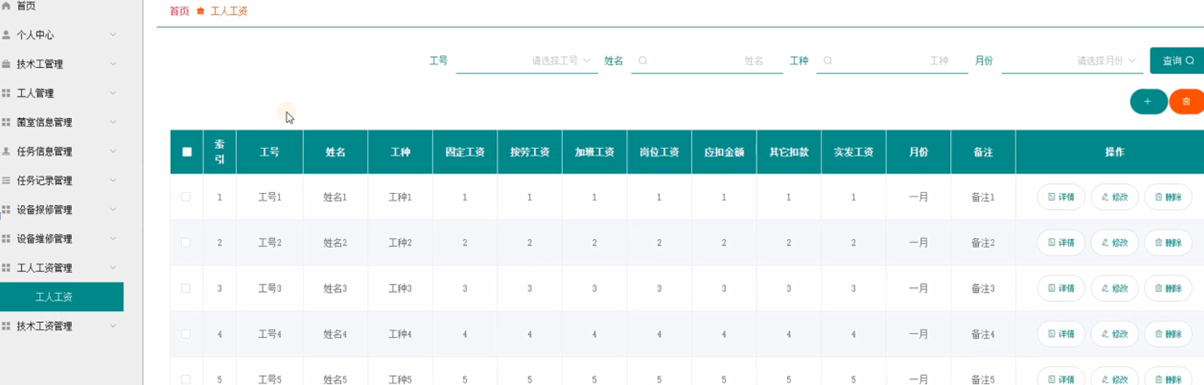 首页
个人中心
技术工管理
工人管理
菌室信息管理
任务信息管理
任务记录管理
设备报修管理
设备维修管理
工人工资管理
工人工资
技术工资管理
首页 工人工资
工号 请选择工号 姓名 姓名 工种 工种 月份 请选择月份 查询
索引 工号 姓名 工种 固定工资 按劳工资 加班工资 岗位工资 应扣金额 其它扣款 实发工资 月份 备注 操作
1 工号1 姓名1 工种1 1 1 1 1 1 1 1 一月 备注1 详情 修改 删除
2 工号2 姓名2 工种2 2 2 2 2 2 2 2 一月 备注2 详情 修改 删除
3 工号3 姓名3 工种3 3 3 3 3 3 3 3 一月 备注3 详情 修改 删除
4 工号4 姓名4 工种4 4 4 4 4 4 4 4 一月 备注4 详情 修改 删除
5 工号5 姓名5 工种5 5 5 5 5 5 5 5 一月 备注5 详情 修改 删除